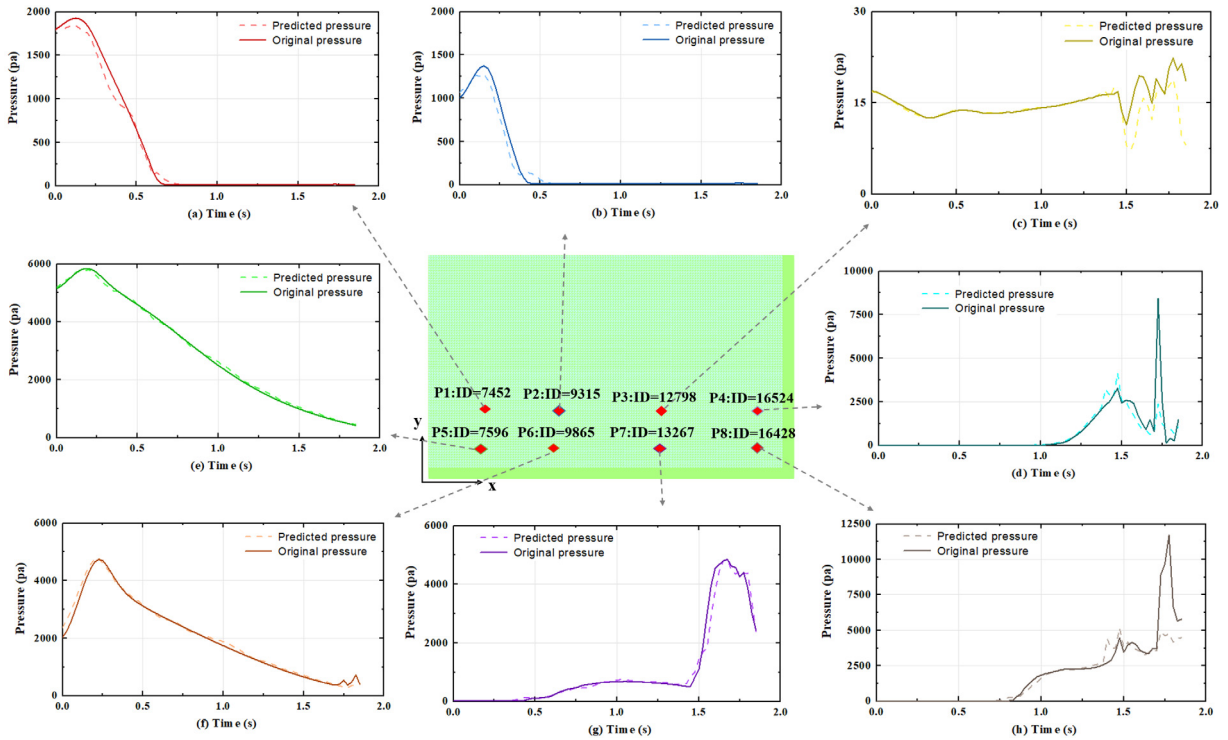 2000
1500
1000
500
0
Pressure (pa)
Predicted pressure
Original pressure
0.0 0.5 1.0 1.5 2.0
(a) Time (s)
2000
1500
1000
500
0
Pressure (pa)
Predicted pressure
Original pressure
0.0 0.5 1.0 1.5 2.0
(b) Time (s)
30
15
0
Pressure (pa)
Predicted pressure
Original pressure
0.0 0.5 1.0 1.5 2.0
(c) Time (s)
6000
4000
2000
0
Pressure (pa)
Predicted pressure
Original pressure
0.0 0.5 1.0 1.5 2.0
(e) Time (s)
P1:ID=7452 P2:ID=9315 P3:ID=12798 P4:ID=16524
y
P5:ID=7596 P6:ID=9865 P7:ID=13267 P8:ID=16428
x
10000
7500
5000
2500
0
Pressure (pa)
Predicted pressure
Original pressure
0.0 0.5 1.0 1.5 2.0
(d) Time (s)
6000
4000
2000
0
Pressure (pa)
Predicted pressure
Original pressure
0.0 0.5 1.0 1.5 2.0
(f) Time (s)
6000
4000
2000
0
Pressure (pa)
Predicted pressure
Original pressure
0.0 0.5 1.0 1.5 2.0
(g) Time (s)
12500
10000
7500
5000
2500
0
Pressure (pa)
Predicted pressure
Original pressure
0.0 0.5 1.0 1.5 2.0
(h) Time (s)